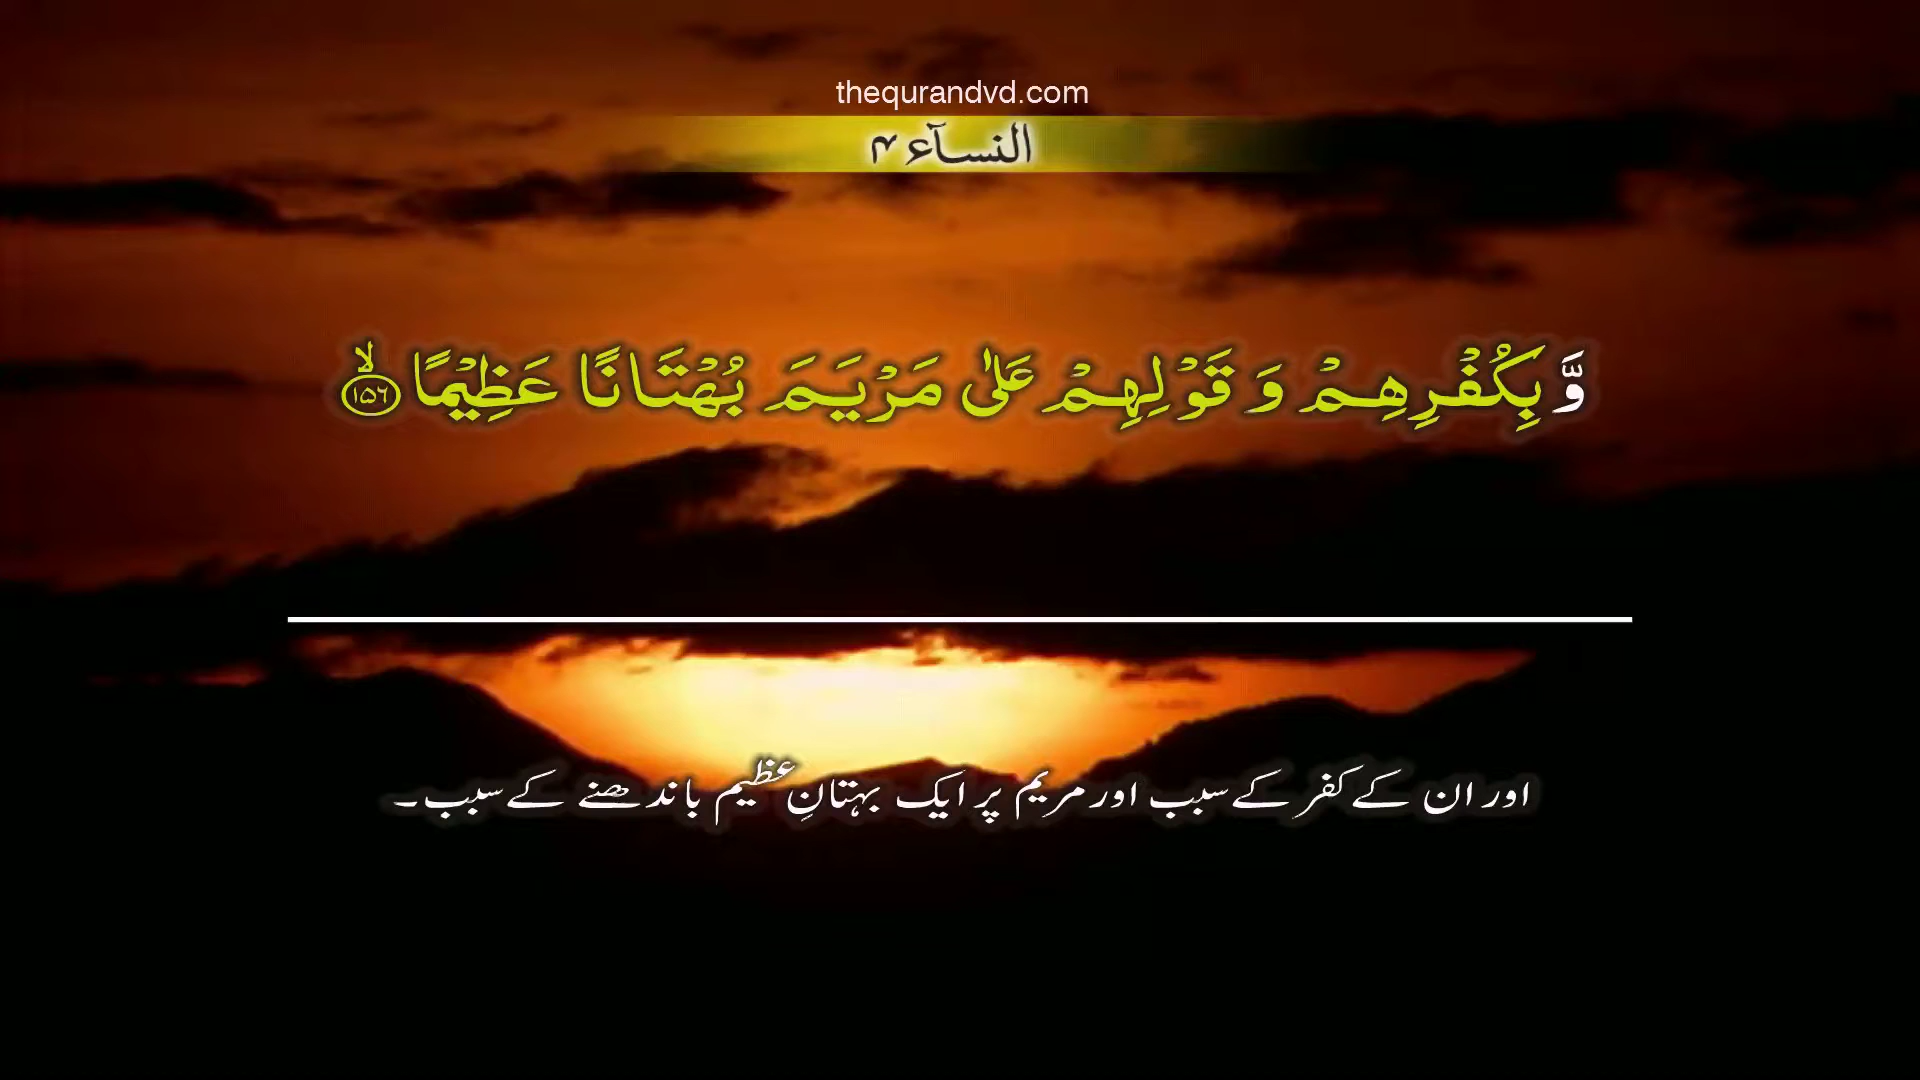 thequrandvd.com
النسآء ۴
وَّبِكُفْرِهِمْ وَ قَوْلِهِمْ عَلٰی مَرْیَمَ بُهْتَانًا عَظِیْمًا ۙ﴿۱۵۶﴾
اور ان کے کفر کے سبب اور مریم پر ایک بہتانِ عظیم باندھنے کے سبب۔